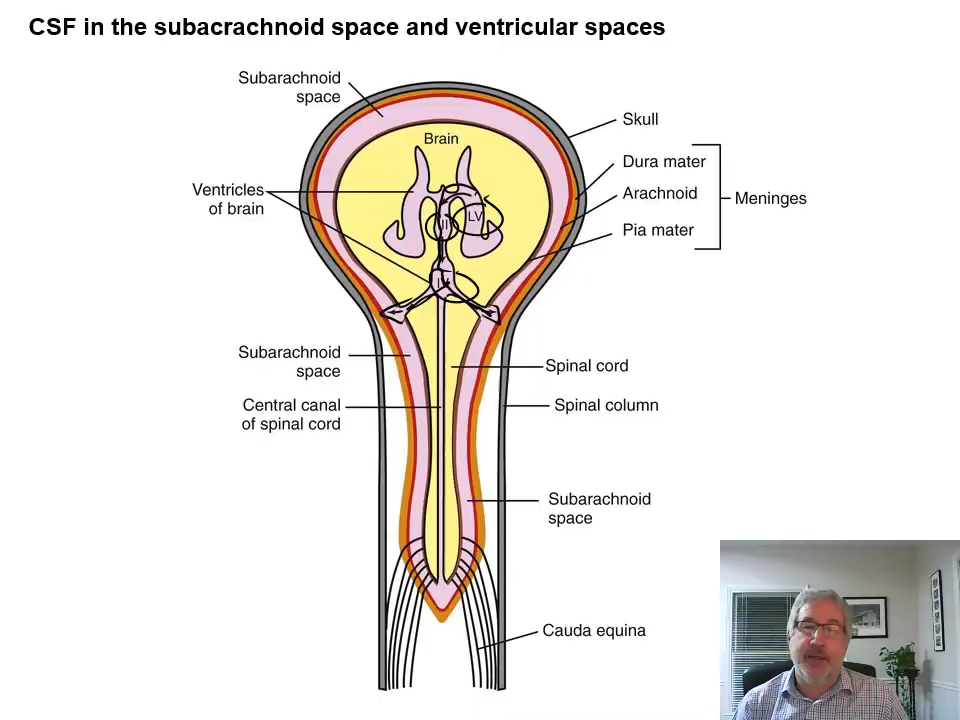 CSF in the subacrachnoid space and ventricular spaces
Subarachnoid
space
Skull
Brain
Dura mater
Ventricles
of brain
Arachnoid
Meninges
LV
Pia mater
Subarachnoid
space
Spinal cord
Central canal
of spinal cord
Spinal column
Subarachnoid
space
Cauda equina